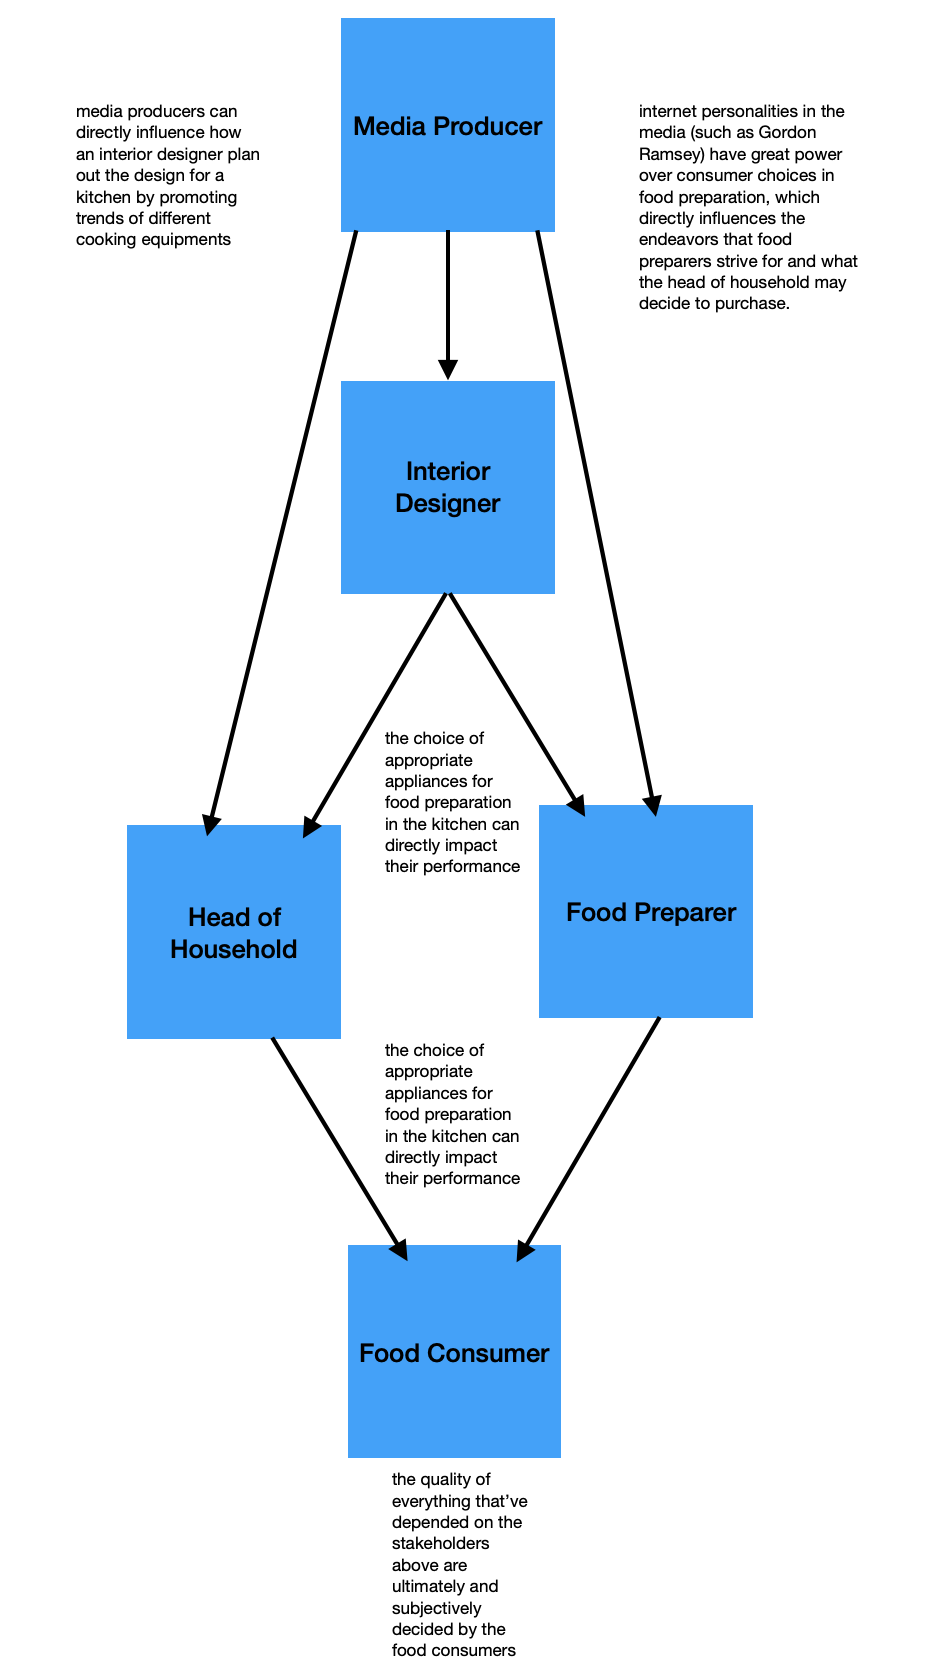 Media Producer
media producers can
directly influence how
an interior designer plan
out the design for a
kitchen by promoting
trends of different
cooking equipments
internet personalities in the
media (such as Gordon
Ramsey) have great power
over consumer choices in
food preparation, which
directly influences the
endeavors that food
preparers strive for and what
the head of household may
decide to purchase.
Interior
Designer
the choice of
appropriate
appliances for
food preparation
in the kitchen can
directly impact
their performance
Head of
Household
Food Preparer
the choice of
appropriate
appliances for
food preparation
in the kitchen can
directly impact
their performance
Food Consumer
the quality of
everything that’ve
depended on the
stakeholders
above are
ultimately and
subjectively
decided by the
food consumers